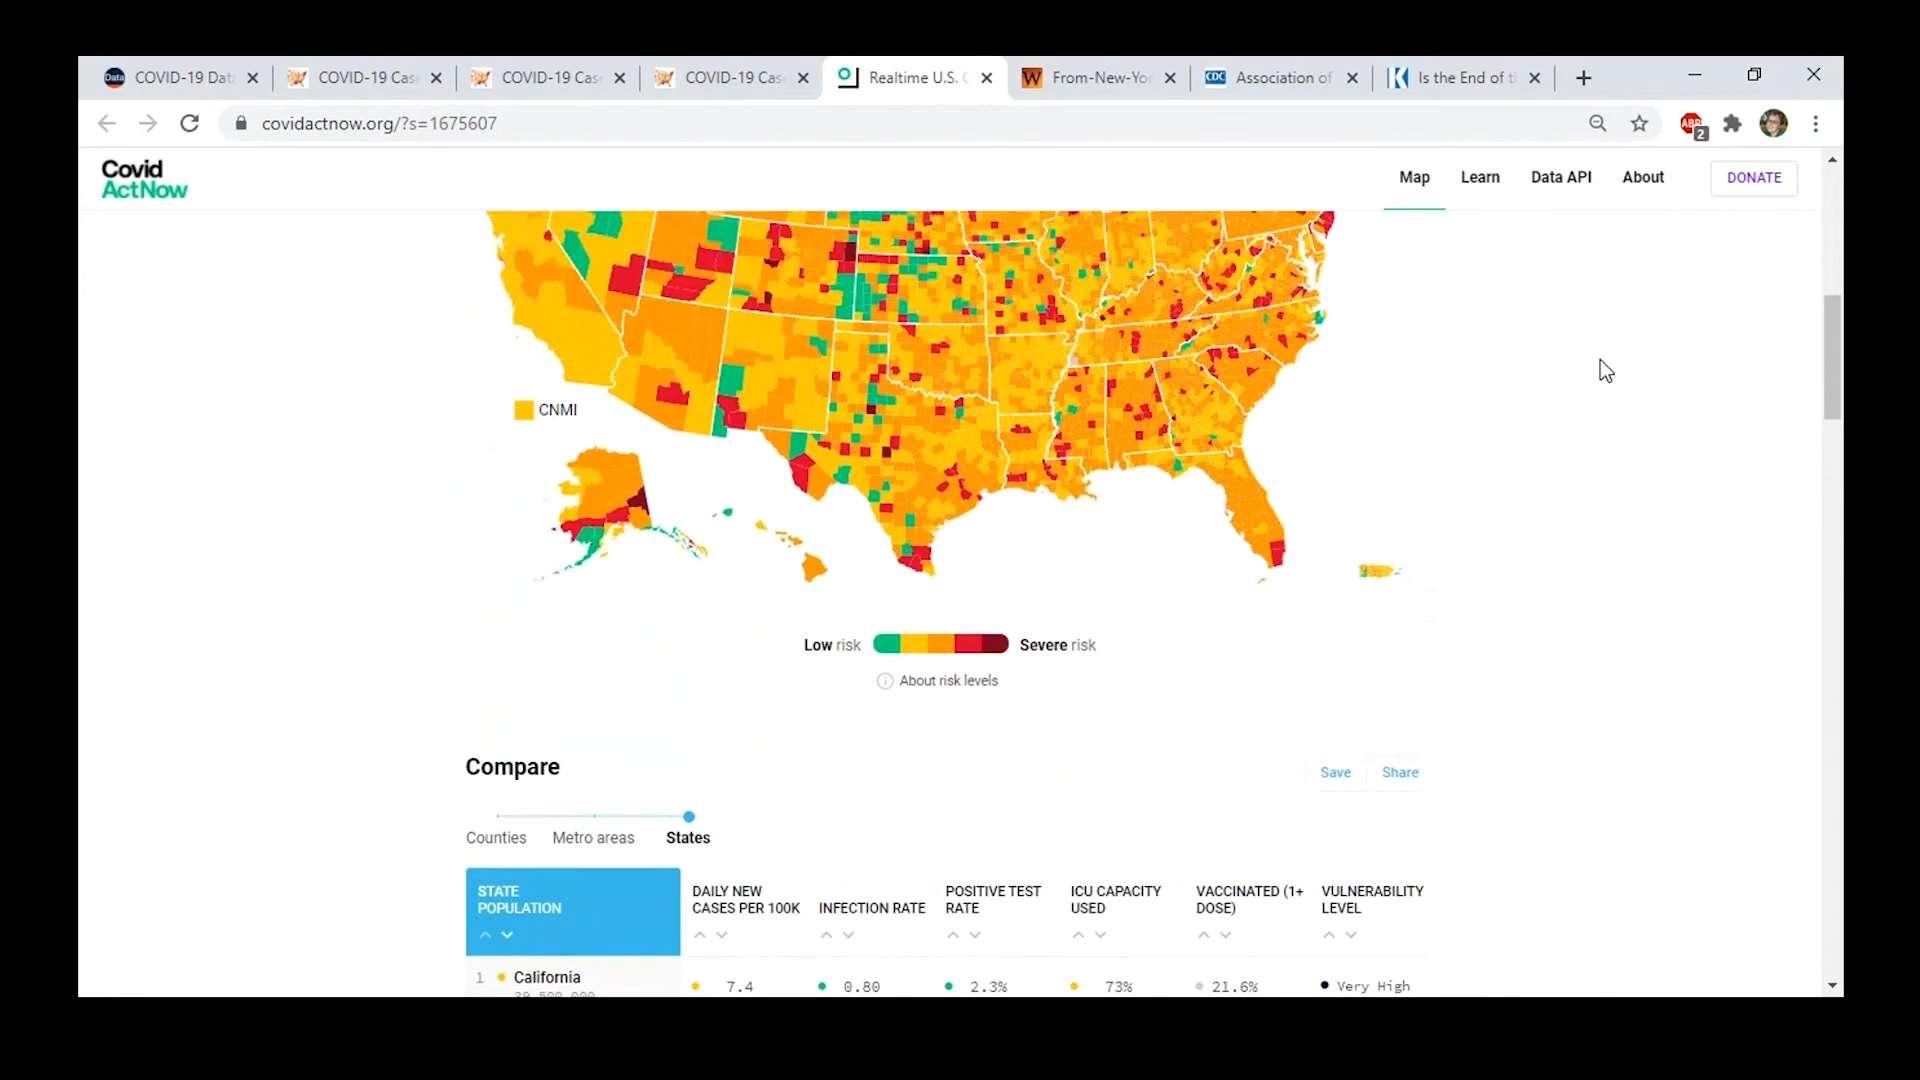 COVID-19 Data
COVID-19 Cas
COVID-19 Cas
COVID-19 Cas
Realtime U.S. C
From-New-Yo
CDC
Association of
Is the End of t
covidactnow.org/?s=1675607
ABP
2
Covid
ActNow
Map
Learn
Data API
About
DONATE
CNMI
Low risk
Severe risk
About risk levels
Compare
Save
Share
Counties
Metro areas
States
STATE
POPULATION
DAILY NEW
CASES PER 100K
INFECTION RATE
POSITIVE TEST
RATE
ICU CAPACITY
USED
VACCINATED (1+
DOSE)
VULNERABILITY
LEVEL
1
California
7.4
0.80
2.3%
73%
21.6%
Very High